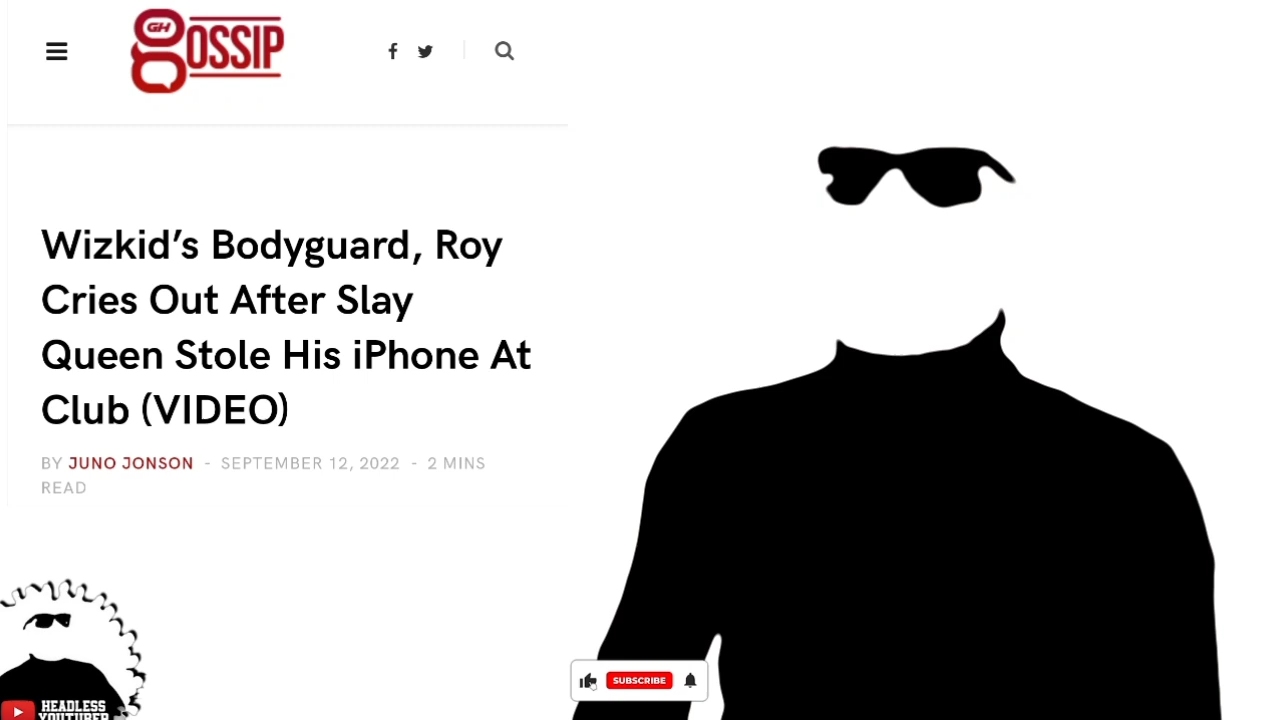 GH
GOSSIP
Wizkid’s Bodyguard, Roy
Cries Out After Slay
Queen Stole His iPhone At
Club (VIDEO)
BY JUNO JONSON - SEPTEMBER 12, 2022 - 2 MINS
READ
SUBSCRIBE
HEADLESS
YOUTUBER